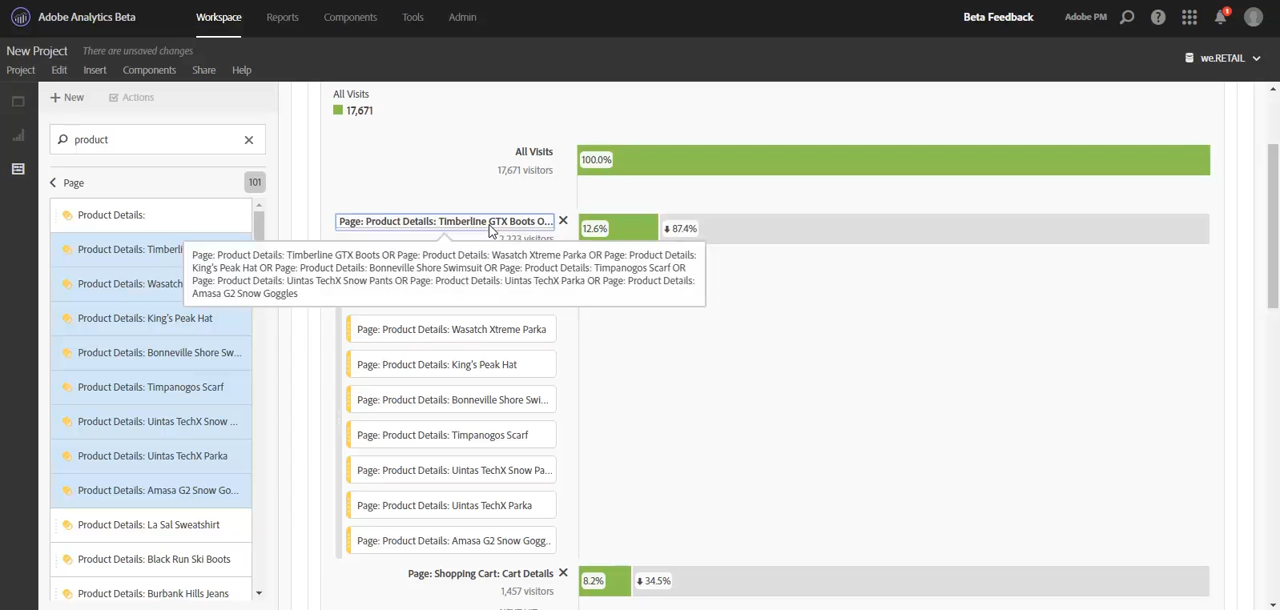 Adobe Analytics Beta
Workspace
Reports
Components
Tools
Admin
Beta Feedback
Adobe PM
New Project
There are unsaved changes
Project
Edit
Insert
Components
Share
Help
we.RETAIL
New
Actions
product
Page
101
Product Details:
Product Details: Timberli
Product Details: Wasatch
Product Details: King's Peak Hat
Product Details: Bonneville Shore Sw...
Product Details: Timpanogos Scarf
Product Details: Uintas TechX Snow ...
Product Details: Uintas TechX Parka
Product Details: Amasa G2 Snow Go...
Product Details: La Sal Sweatshirt
Product Details: Black Run Ski Boots
Product Details: Burbank Hills Jeans
All Visits
17,671
All Visits
17,671 visitors
100.0%
Page: Product Details: Timberline GTX Boots O...
2,223 visitors
12.6%
87.4%
Page: Product Details: Timberline GTX Boots OR Page: Product Details: Wasatch Xtreme Parka OR Page: Product Details:
King's Peak Hat OR Page: Product Details: Bonneville Shore Swimsuit OR Page: Product Details: Timpanogos Scarf OR
Page: Product Details: Uintas TechX Snow Pants OR Page: Product Details: Uintas TechX Parka OR Page: Product Details:
Amasa G2 Snow Goggles
Page: Product Details: Wasatch Xtreme Parka
Page: Product Details: King's Peak Hat
Page: Product Details: Bonneville Shore Swi...
Page: Product Details: Timpanogos Scarf
Page: Product Details: Uintas TechX Snow Pa...
Page: Product Details: Uintas TechX Parka
Page: Product Details: Amasa G2 Snow Gogg..
Page: Shopping Cart: Cart Details
1,457 visitors
8.2%
34.5%